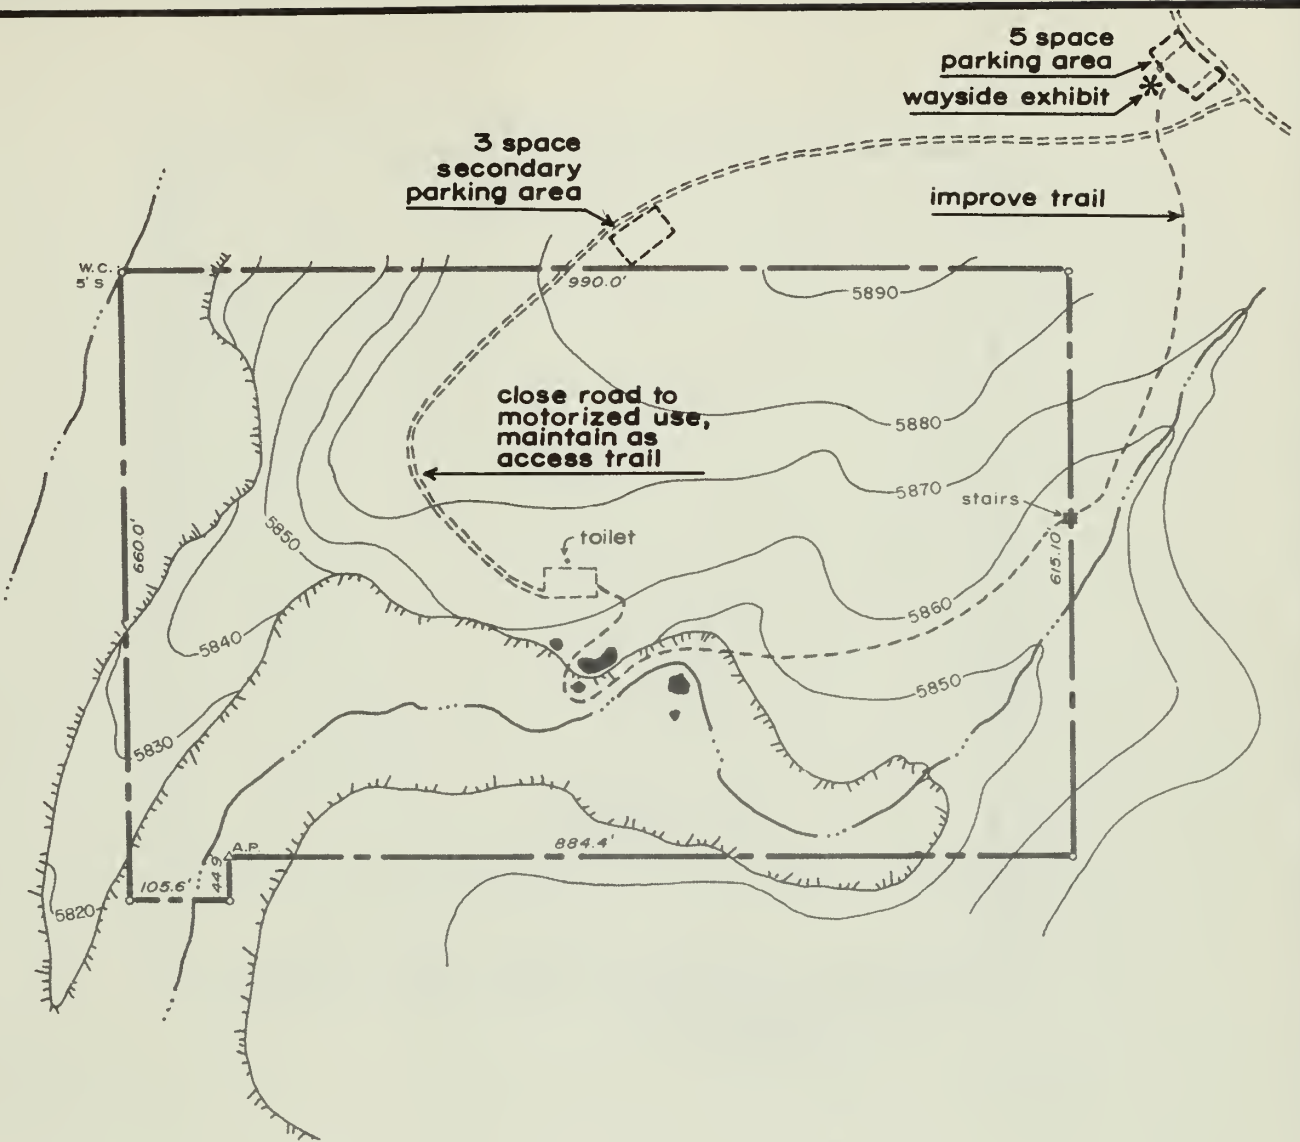 5 space
parking area
wayside exhibit
3 space
secondary
parking area
improve trail
W.C.
5' S
990.0'
5890
close road to
motorized use,
maintain as
access trail
5880
5870
stairs
5850
660.0'
toilet
615.10'
5860
5840
5850
5830
884.4'
A.P.
44.9
105.6'
5820